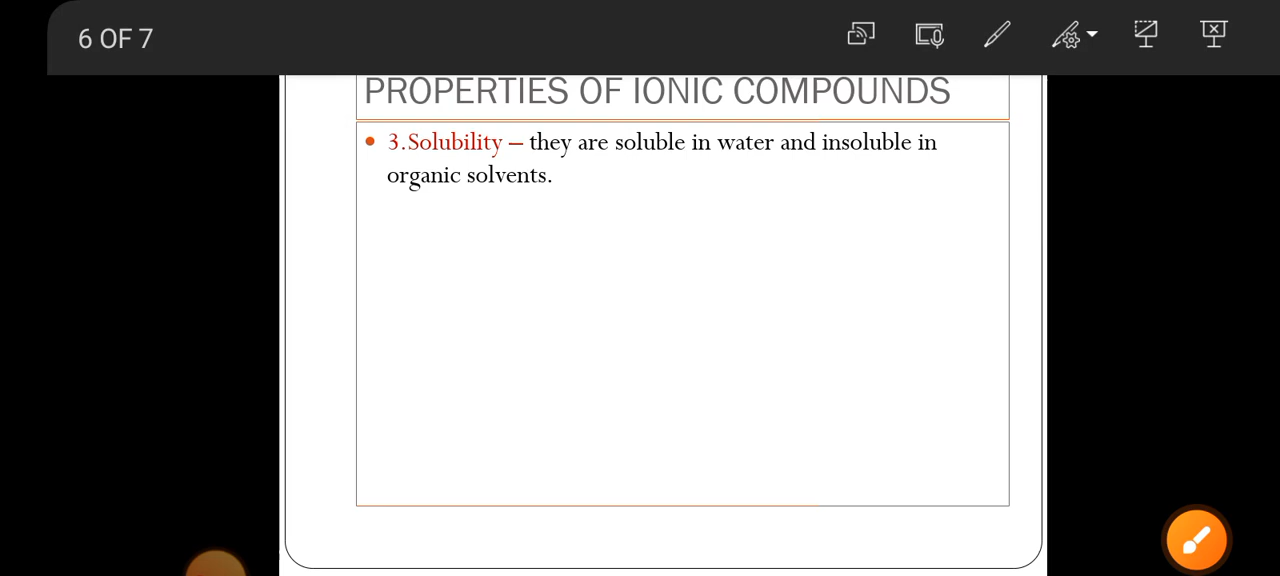 6 OF 7
PROPERTIES OF IONIC COMPOUNDS
3.Solubility – they are soluble in water and insoluble in
organic solvents.